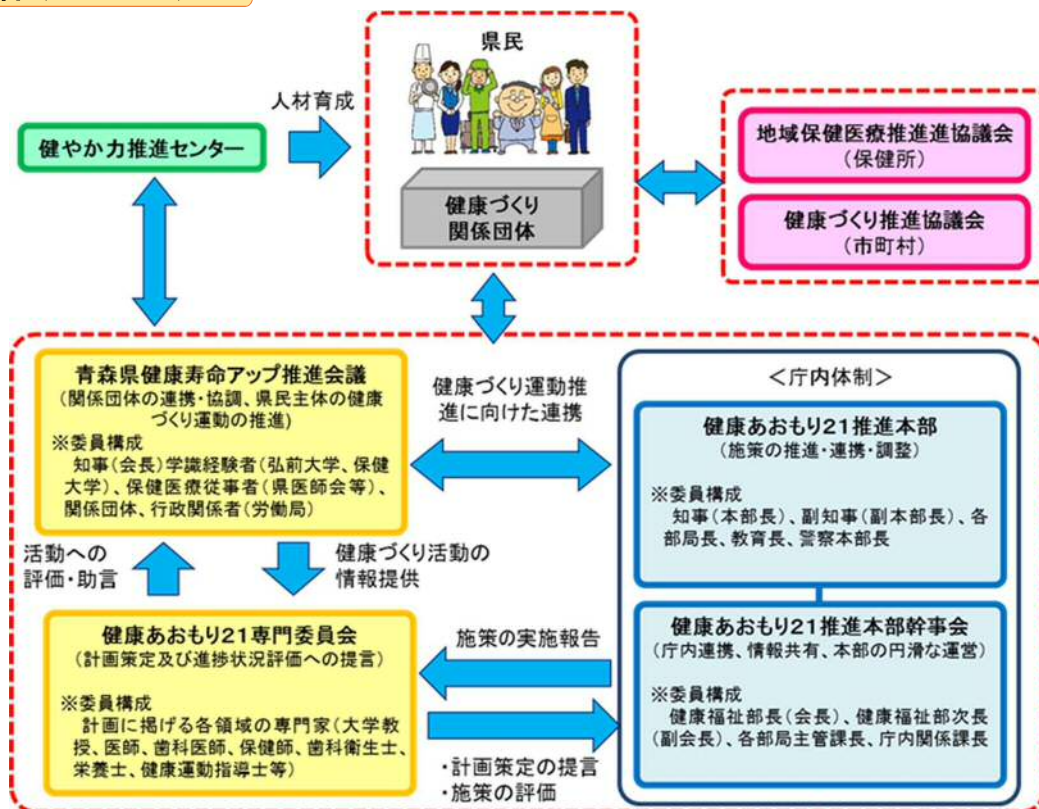 県民
人材育成
健やか力推進センター
健康づくり
関係団体
地域保健医療推進進協議会
(保健所)
健康づくり推進協議会
(市町村)
青森県健康寿命アップ推進会議
(関係団体の連携・協調、県民主体の健康
づくり運動の推進)
※委員構成
知事(会長)学識経験者(弘前大学、保健
大学)、保健医療従事者(県医師会等)、
関係団体、行政関係者(労働局)
健康づくり運動推
進に向けた連携
<庁内体制>
健康あおもり21推進本部
(施策の推進・連携・調整)
※委員構成
知事(本部長)、副知事(副本部長)、各
部局長、教育長、警察本部長
活動への
評価・助言
健康づくり活動の
情報提供
健康あおもり21専門委員会
(計画策定及び進捗状況評価への提言)
※委員構成
計画に掲げる各領域の専門家(大学教
授、医師、歯科医師、保健師、歯科衛生士、
栄養士、健康運動指導士等)
施策の実施報告
・計画策定の提言
・施策の評価
健康あおもり21推進本部幹事会
(庁内連携、情報共有、本部の円滑な運営)
※委員構成
健康福祉部長(会長)、健康福祉部次長
(副会長)、各部局主管課長、庁内関係課長